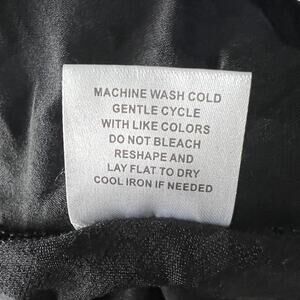 MACHINE WASH COLD
GENTLE CYCLE
WITH LIKE COLORS
DO NOT BLEACH
RESHAPE AND
LAY FLAT TO DRY
COOL IRON IF NEEDED